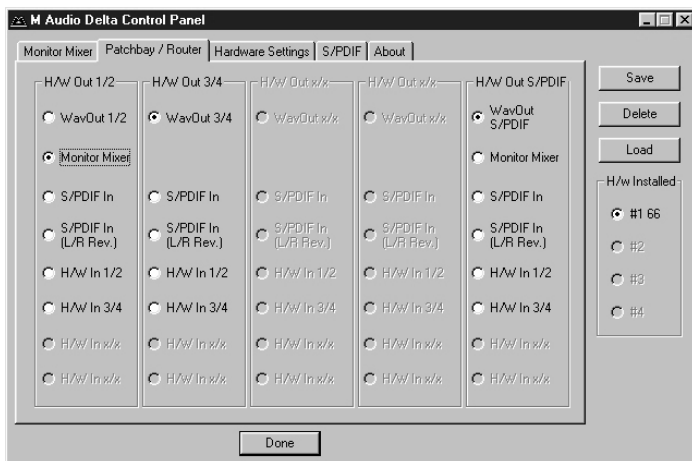 M Audio Delta Control Panel
Monitor Mixer
Patchbay / Router
Hardware Settings
S/PDIF
About
H/W Out 1/2
WavOut 1/2
Monitor Mixer
S/PDIF In
S/PDIF In
(L/R Rev.)
H/W In 1/2
H/W In 3/4
H/W In x/x
H/W In x/x
H/W Out 3/4
WavOut 3/4
S/PDIF In
S/PDIF In
(L/R Rev.)
H/W In 1/2
H/W In 3/4
H/W In x/x
H/W In x/x
H/W Out x/x
WavOut x/x
S/PDIF In
S/PDIF In
(L/R Rev.)
H/W In 1/2
H/W In 3/4
H/W In x/x
H/W In x/x
H/W Out x/x
WavOut x/x
S/PDIF In
S/PDIF In
(L/R Rev.)
H/W In 1/2
H/W In 3/4
H/W In x/x
H/W In x/x
H/W Out S/PDIF
WavOut
S/PDIF
Monitor Mixer
S/PDIF In
S/PDIF In
(L/R Rev.)
H/W In 1/2
H/W In 3/4
H/W In x/x
H/W In x/x
Save
Delete
Load
H/w Installed
#1 66
#2
#3
#4
Done